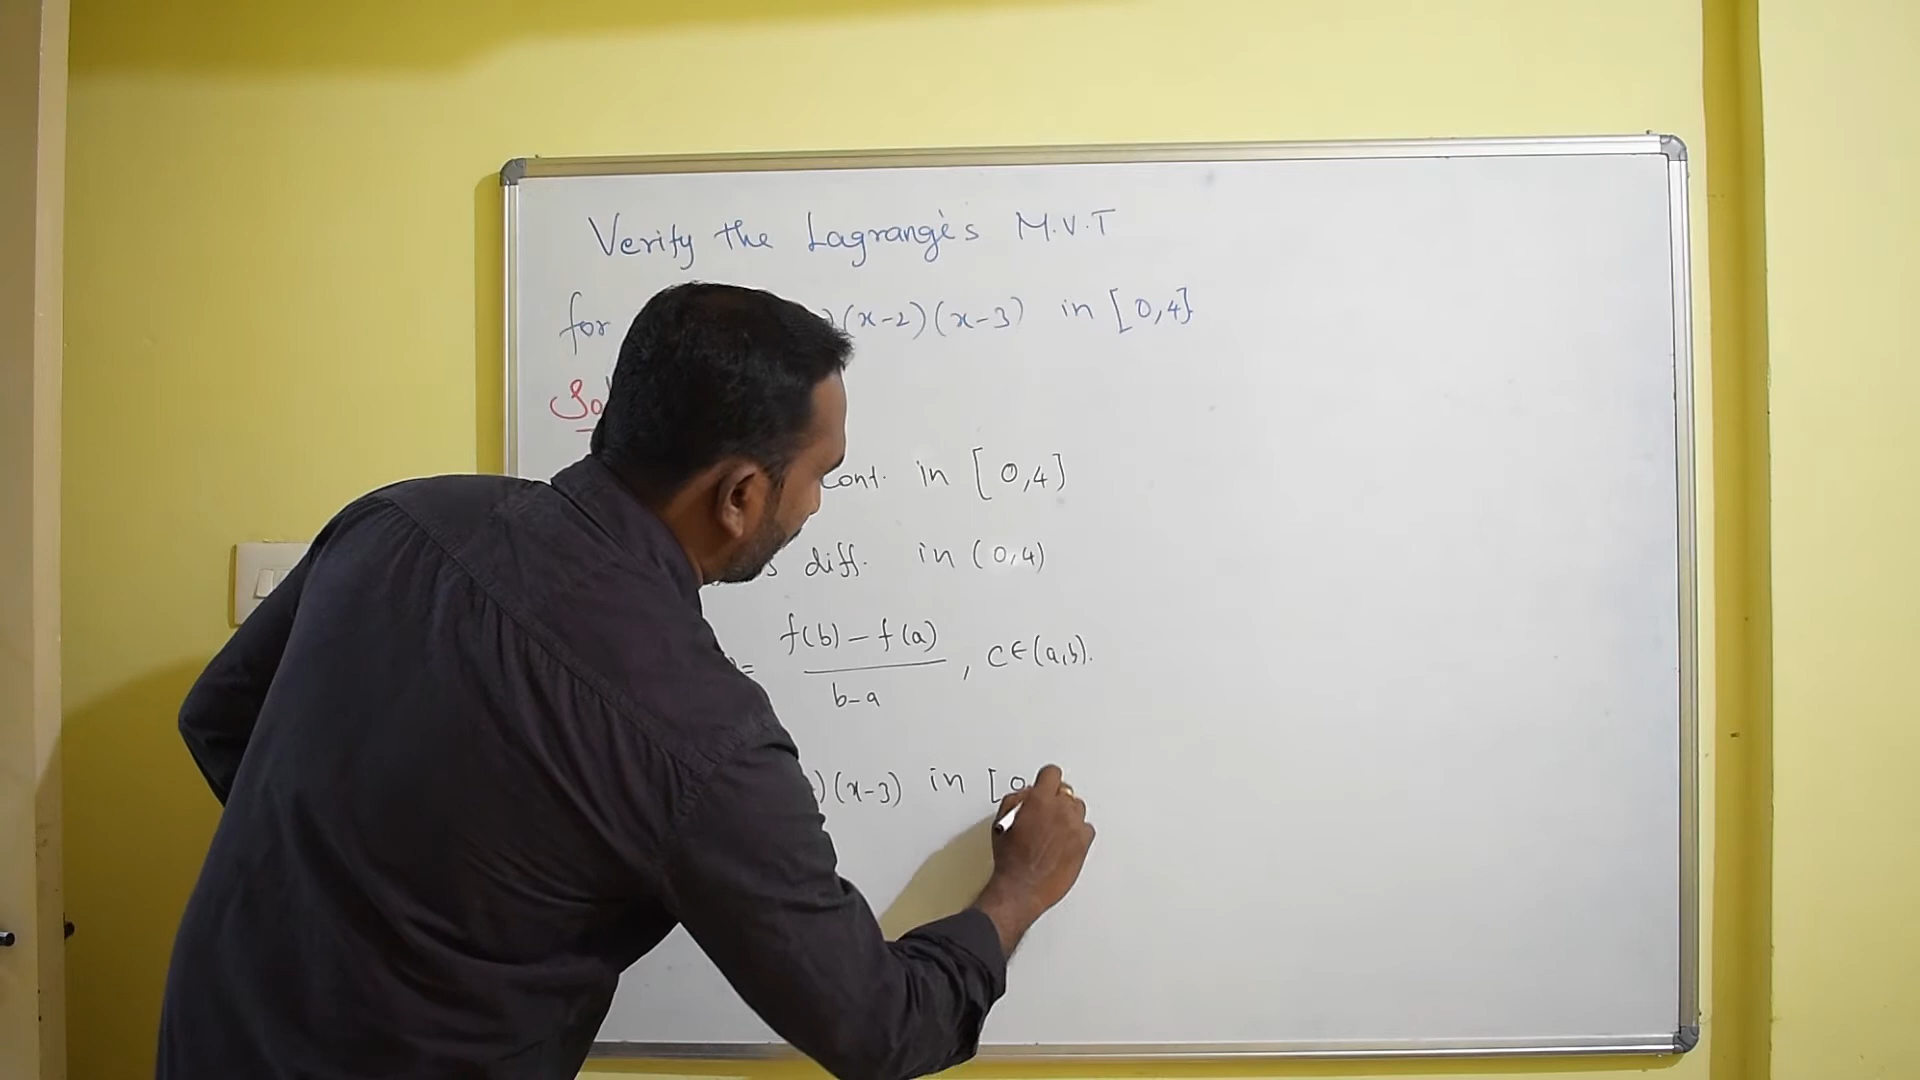 Verify the Lagrange's M.V.T
for )(x-2)(x-3) in [0,4]
cont. in [0,4]
diff. in (0,4)
= f(b) - f(a) / b-a , c∈(a,b).
)(x-3) in [0